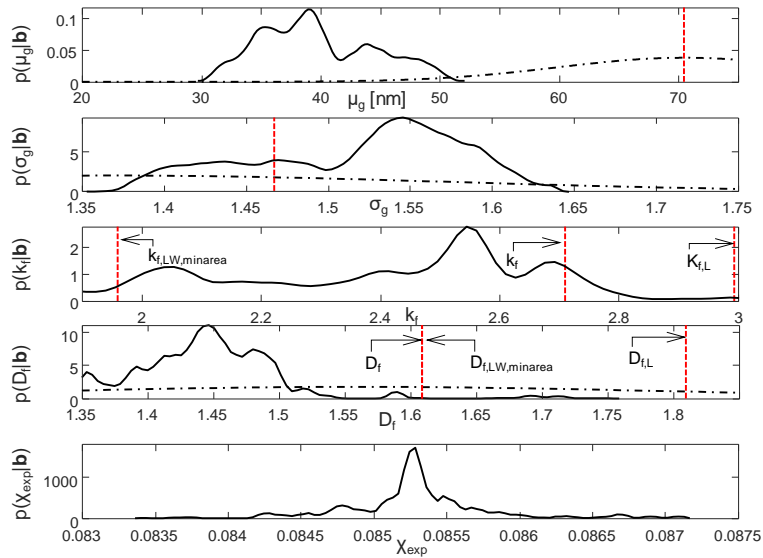 p(μg|b)
0.1
0.05
0
20 30 40 50 60 70
μg [nm]
p(σg|b)
5
0
1.35 1.4 1.45 1.5 1.55 1.6 1.65 1.7 1.75
σg
p(kf|b)
2
1
0
kf,LW,minarea
kf
Kf,L
2 2.2 2.4 2.6 2.8 3
kf
p(Df|b)
10
5
0
Df
Df,LW,minarea
Df,L
1.35 1.4 1.45 1.5 1.55 1.6 1.65 1.7 1.75 1.8
Df
p(χexp|b)
1000
0
0.083 0.0835 0.084 0.0845 0.085 0.0855 0.086 0.0865 0.087 0.0875
χexp